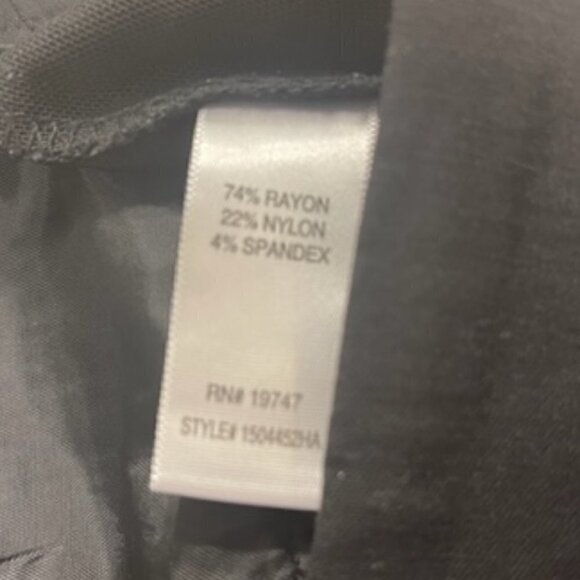 74% RAYON
22% NYLON
4% SPANDEX
RN# 19747
STYLE# 1504452HA